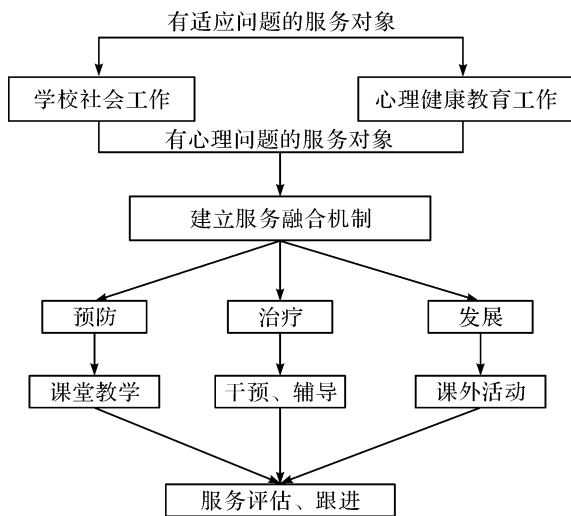 有适应问题的服务对象
学校社会工作
心理健康教育工作
有心理问题的服务对象
建立服务融合机制
预防
治疗
发展
课堂教学
干预、辅导
课外活动
服务评估、跟进